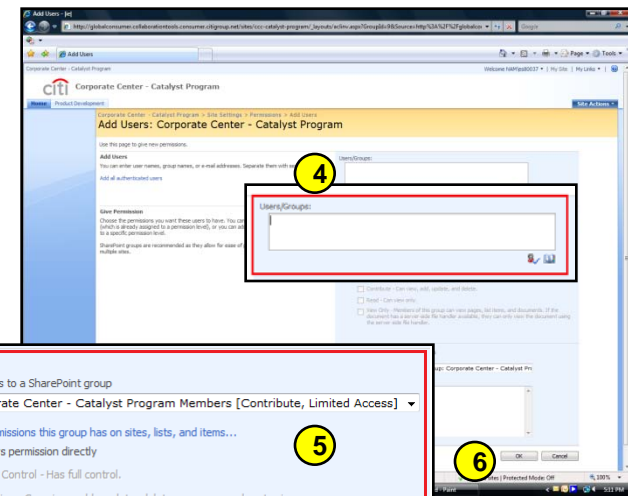 Add Users - [ie]
http://globalconsumer.collaborationtools.consumer.citigroup.net/sites/ccc-catalyst-program/_layouts/aclinv.aspx?GroupId=9&Source=http%3A%2F%2Fglobalcon
Google
Add Users
Page Tools
Corporate Center - Catalyst Program
My Site | My Links
citi Corporate Center - Catalyst Program
Home Product Development
Site Actions
Corporate Center - Catalyst Program > Site Settings > Permissions > Add Users
Add Users: Corporate Center - Catalyst Program
Use this page to give new permissions.
Add Users
You can enter user names, group names, or e-mail addresses. Separate them with
Add all authenticated users
Users/Groups:
4
Users/Groups:
Give Permission
Choose the permissions you want these users to have. You can
(which is already assigned to a permission level), or you can
to a specific permission level.
SharePoint groups are recommended as they allow for ease of
multiple sites.
Contribute - Can view, add, update, and delete.
Read - Can view only.
View Only - Members of this group can view pages, list items, and documents. If the
document has a server side file handler available, they can only view the document using
the server side file handler.
Corporate Center - Catalyst Pro
s to a SharePoint group
ate Center - Catalyst Program Members [Contribute, Limited Access]
missions this group has on sites, lists, and items...
s permission directly
Control - Has full control.
5
OK Cancel
6
sites | Protected Mode: Off 100%
- Paint 5:11 PM